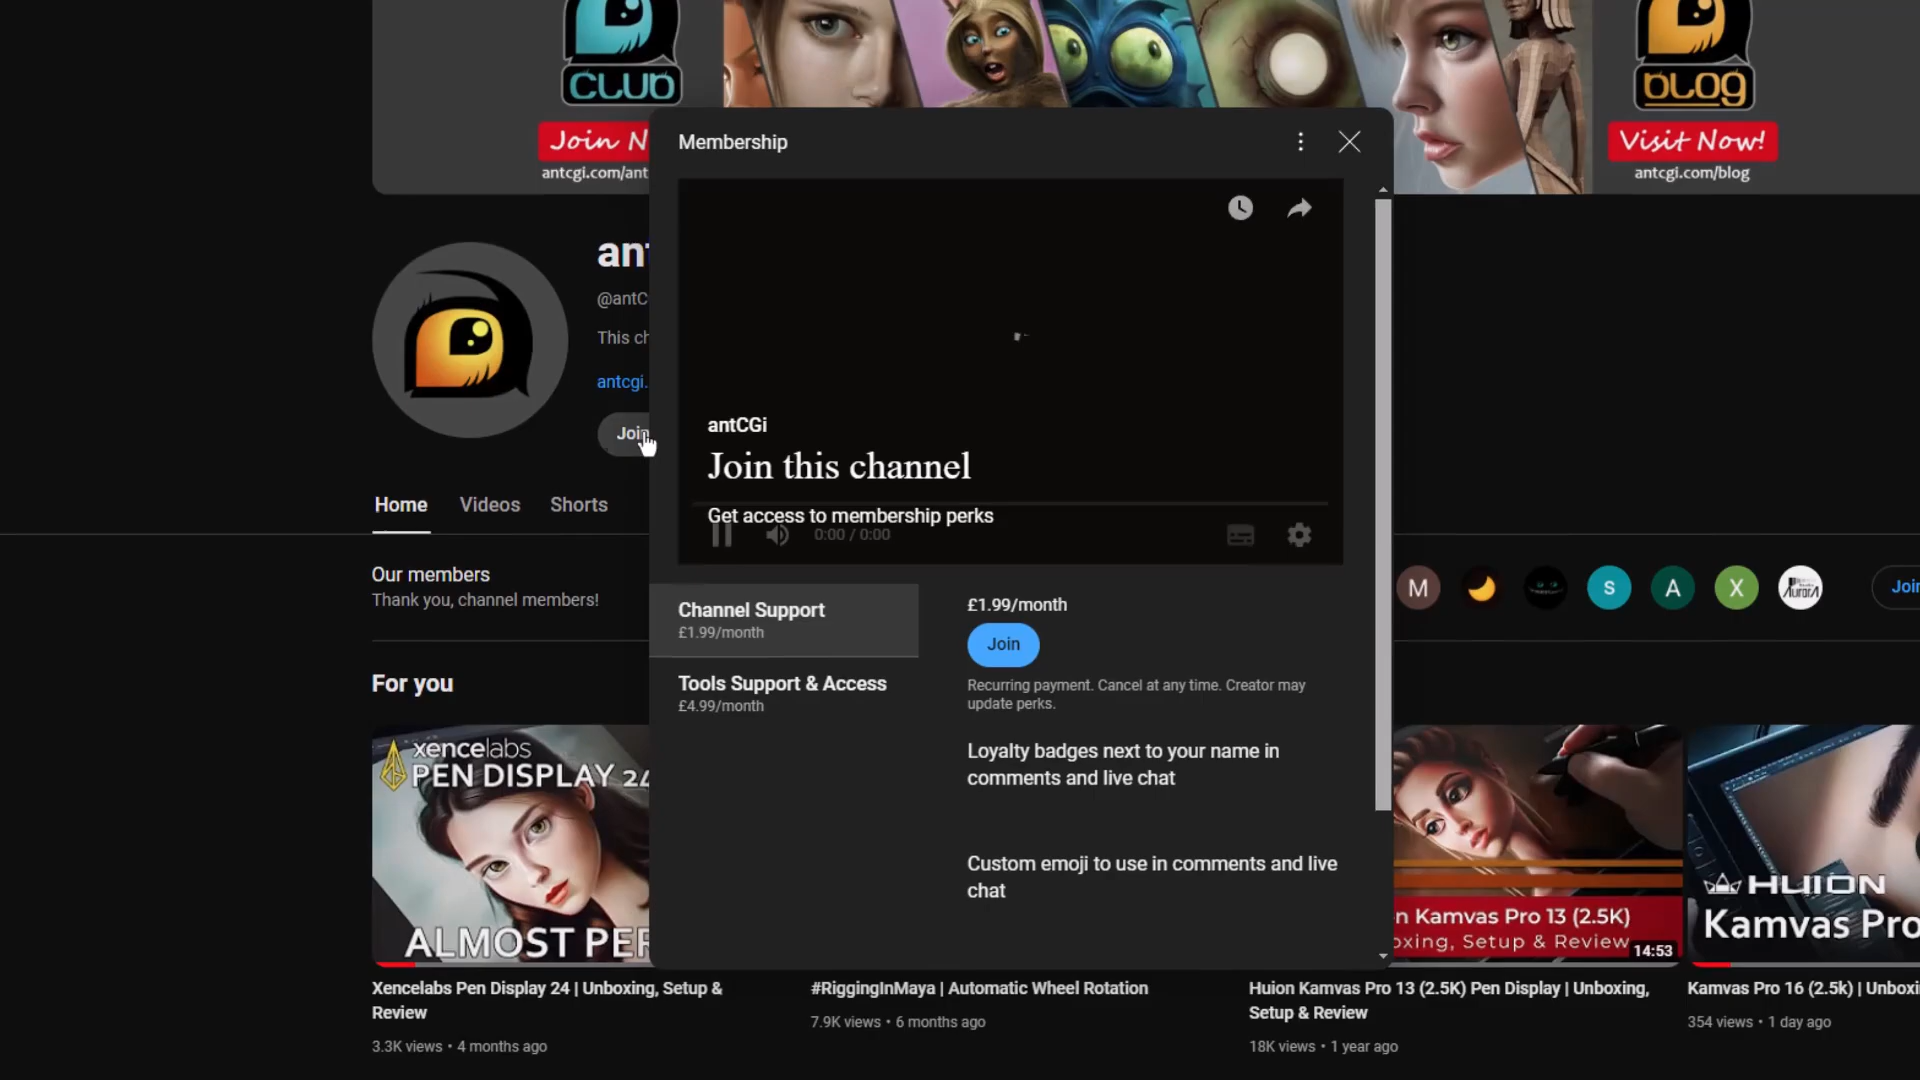 CLUB
Join N
antcgi.com/ant
BLOG
Visit Now!
antcgi.com/blog
Membership
an
@antC
This ch
antcgi.
Join
antCGi
Join this channel
Get access to membership perks
0:00 / 0:00
Home
Videos
Shorts
Our members
Thank you, channel members!
M
S
A
X
AurorA
Join
Channel Support
£1.99/month
Tools Support & Access
£4.99/month
£1.99/month
Join
Recurring payment. Cancel at any time. Creator may
update perks.
Loyalty badges next to your name in
comments and live chat
Custom emoji to use in comments and live
chat
For you
xencelabs
PEN DISPLAY 24
ALMOST PER
n Kamvas Pro 13 (2.5K)
oxing, Setup & Review
14:53
HUION
Kamvas Pro
Xencelabs Pen Display 24 | Unboxing, Setup &
Review
3.3K views • 4 months ago
#RiggingInMaya | Automatic Wheel Rotation
7.9K views • 6 months ago
Huion Kamvas Pro 13 (2.5K) Pen Display | Unboxing,
Setup & Review
18K views • 1 year ago
Kamvas Pro 16 (2.5k) | Unboxi
354 views • 1 day ago